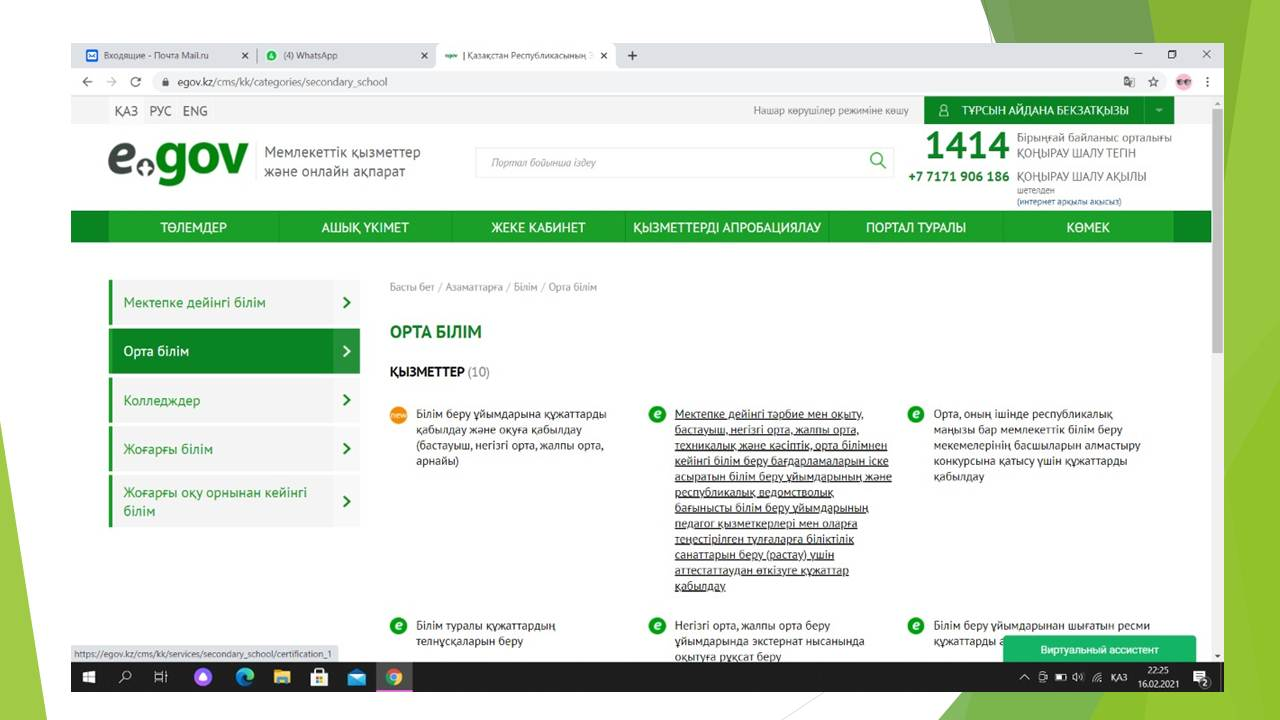 Входящие - Почта Mail.ru
(4) WhatsApp
egov | Қазақстан Республикасының Э
egov.kz/cms/kk/categories/secondary_school
ҚАЗ РУС ENG
Нашар көрушілер режиміне көшу
ТҰРСЫН АЙДАНА БЕКЗАТҚЫЗЫ
e.gov
Мемлекеттік қызметтер
және онлайн ақпарат
Портал бойынша іздеу
1414
Бірыңғай байланыс орталығы
ҚОҢЫРАУ ШАЛУ ТЕГІН
+7 7171 906 186
ҚОҢЫРАУ ШАЛУ АҚЫЛЫ
шетелден
(интернет арқылы ақысыз)
ТӨЛЕМДЕР
АШЫҚ ҮКІМЕТ
ЖЕКЕ КАБИНЕТ
ҚЫЗМЕТТЕРДІ АПРОБАЦИЯЛАУ
ПОРТАЛ ТУРАЛЫ
КӨМЕК
Мектепке дейінгі білім
Орта білім
Колледждер
Жоғарғы білім
Жоғарғы оқу орнынан кейінгі
білім
Басты бет / Азаматтарға / Білім / Орта білім
ОРТА БІЛІМ
ҚЫЗМЕТТЕР (10)
new
Білім беру ұйымдарына құжаттарды
қабылдау және оқуға қабылдау
(бастауыш, негізгі орта, жалпы орта,
арнайы)
e
Мектепке дейінгі тәрбие мен оқыту,
бастауыш, негізгі орта, жалпы орта,
техникалық және кәсіптік, орта білімнен
кейінгі білім беру бағдарламаларын іске
асыратын білім беру ұйымдарының және
республикалық ведомстволық
бағынысты білім беру ұйымдарының
педагог қызметкерлері мен оларға
теңестірілген тұлғаларға біліктілік
санаттарын беру (растау) үшін
аттестаттаудан өткізуге құжаттар
қабылдау
e
Орта, оның ішінде республикалық
маңызы бар мемлекеттік білім беру
мекемелерінің басшыларын алмастыру
конкурсына қатысу үшін құжаттарды
қабылдау
e
Білім туралы құжаттардың
телнұсқаларын беру
e
Негізгі орта, жалпы орта беру
ұйымдарында экстернат нысанында
оқытуға рұқсат беру
e
Білім беру ұйымдарынан шығатын ресми
құжаттарды
Виртуальный ассистент
https://egov.kz/cms/kk/services/secondary_school/certification_1
ҚАЗ
22:25
16.02.2021
2